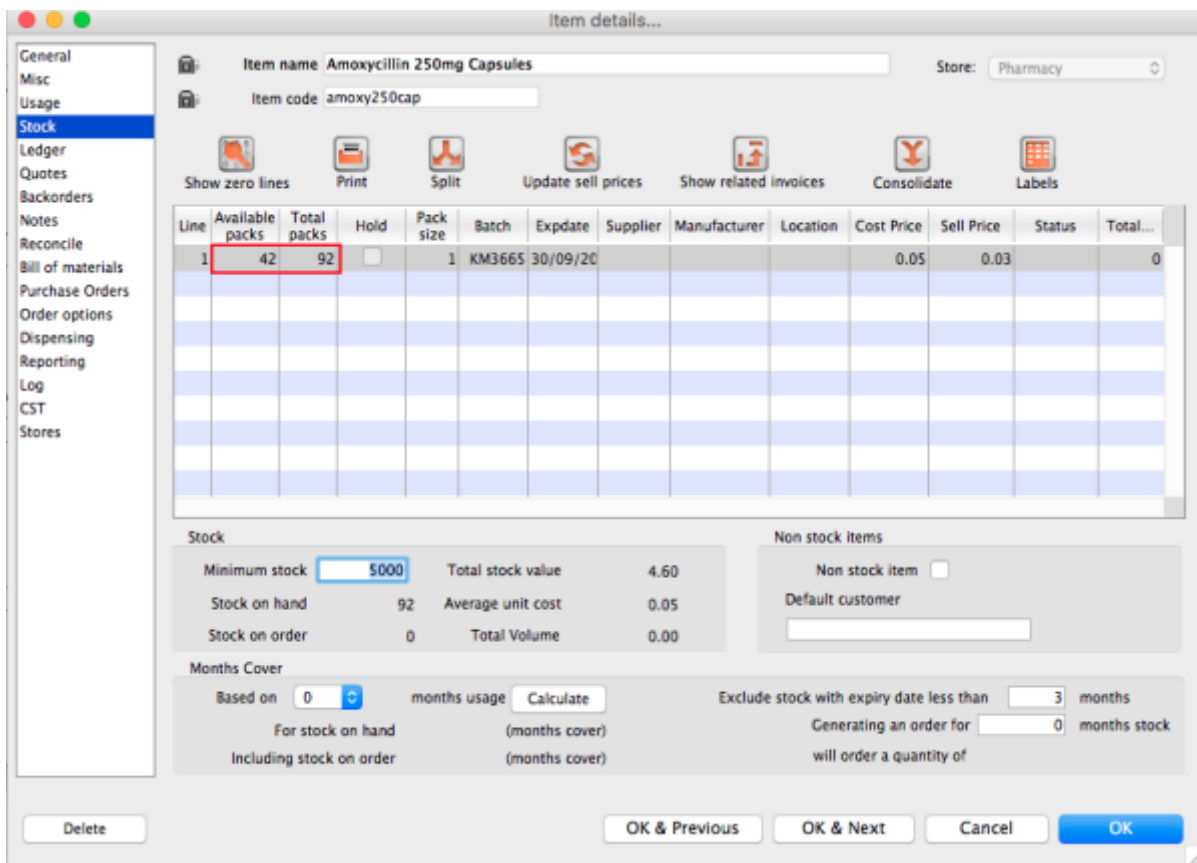 Item details...
General
Misc
Usage
Stock
Ledger
Quotes
Backorders
Notes
Reconcile
Bill of materials
Purchase Orders
Order options
Dispensing
Reporting
Log
CST
Stores
Item name Amoxycillin 250mg Capsules
Store: Pharmacy
Item code amoxy250cap
Show zero lines Print Split Update sell prices Show related invoices Consolidate Labels
Line Available packs Total packs Hold Pack size Batch Expdate Supplier Manufacturer Location Cost Price Sell Price Status Total...
1 42 92 1 KM3665 30/09/20 0.05 0.03 0
Stock
Minimum stock 5000 Total stock value 4.60
Stock on hand 92 Average unit cost 0.05
Stock on order 0 Total Volume 0.00
Non stock items
Non stock item
Default customer
Months Cover
Based on 0 months usage Calculate
For stock on hand (months cover)
Including stock on order (months cover)
Exclude stock with expiry date less than 3 months
Generating an order for 0 months stock
will order a quantity of
Delete OK & Previous OK & Next Cancel OK